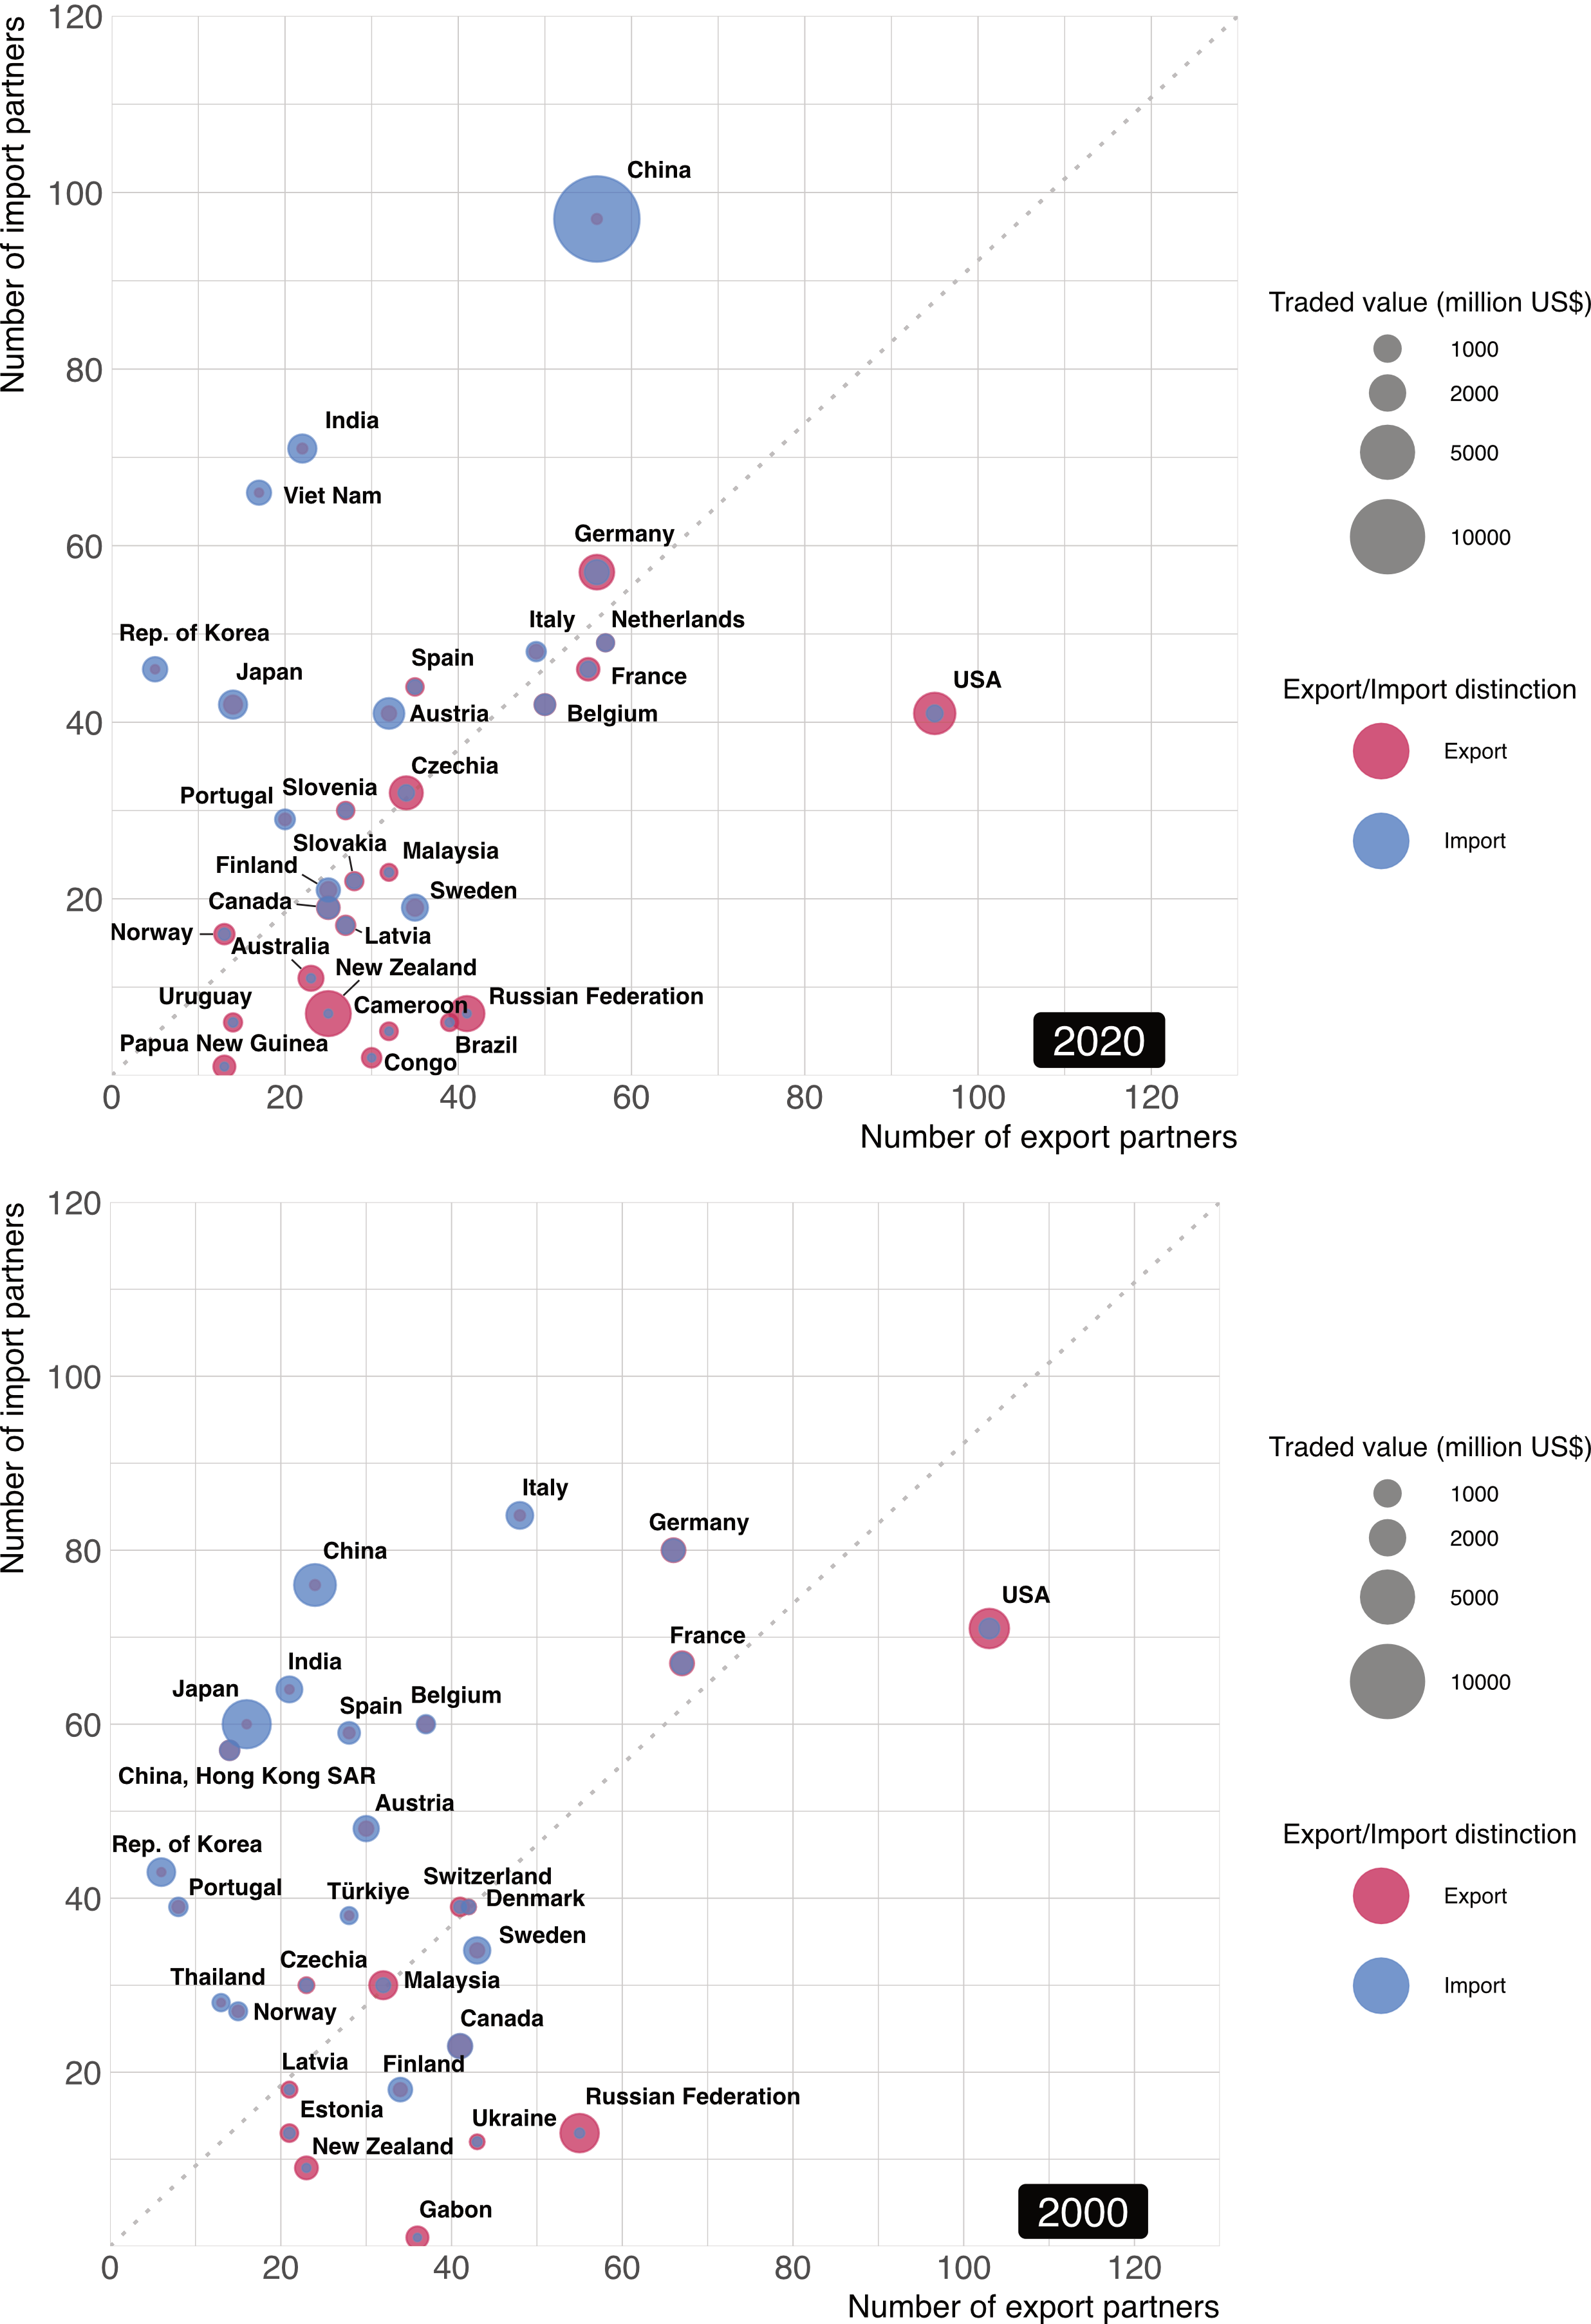 Number of import partners
120
100
80
60
40
20
China
India
Viet Nam
Germany
Italy
Netherlands
Rep. of Korea
Spain
Japan
France
USA
Austria
Belgium
Czechia
Slovenia
Portugal
Slovakia
Malaysia
Finland
Sweden
Canada
Norway
Latvia
Australia
New Zealand
Uruguay
Cameroon
Russian Federation
Papua New Guinea
Brazil
Congo
2020
0
20
40
60
80
100
120
Number of export partners
Traded value (million US$)
1000
2000
5000
10000
Export/Import distinction
Export
Import
Number of import partners
120
100
80
60
40
20
Italy
Germany
China
USA
France
India
Japan
Spain
Belgium
China, Hong Kong SAR
Austria
Rep. of Korea
Switzerland
Portugal
Türkiye
Denmark
Sweden
Czechia
Thailand
Malaysia
Norway
Canada
Latvia
Finland
Russian Federation
Estonia
Ukraine
New Zealand
Gabon
2000
0
20
40
60
80
100
120
Number of export partners
Traded value (million US$)
1000
2000
5000
10000
Export/Import distinction
Export
Import